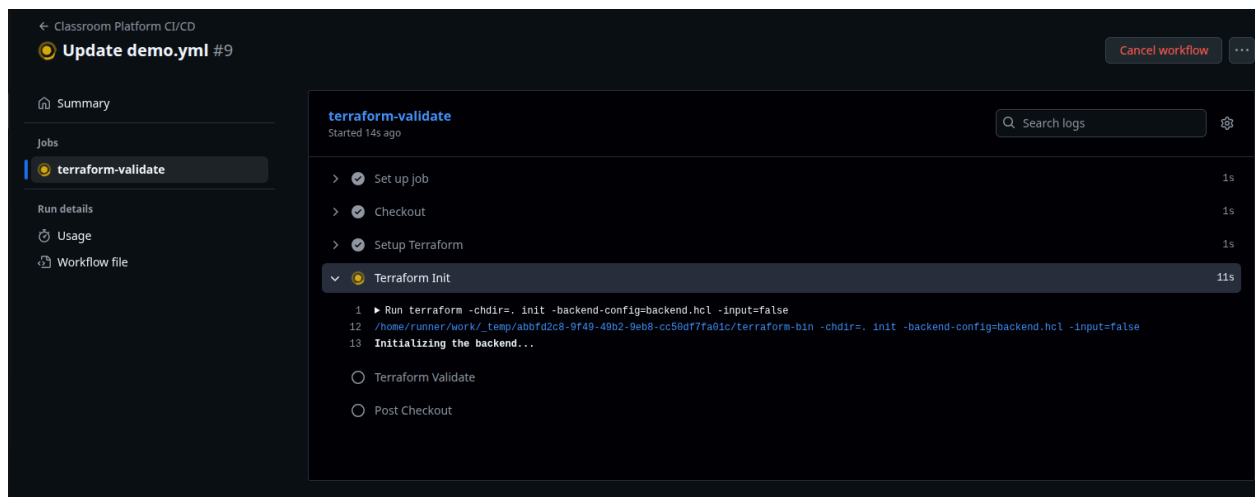 ← Classroom Platform CI/CD
Update demo.yml #9
Cancel workflow ...
Summary
Jobs
terraform-validate
Run details
Usage
Workflow file
terraform-validate
Started 14s ago
Search logs
Set up job 1s
Checkout 1s
Setup Terraform 1s
Terraform Init 11s
1 ▶ Run terraform -chdir=. init -backend-config=backend.hcl -input=false
12 /home/runner/work/_temp/abbfd2c8-9f49-49b2-9eb8-cc50df7fa01c/terraform-bin -chdir=. init -backend-config=backend.hcl -input=false
13 Initializing the backend...
Terraform Validate
Post Checkout